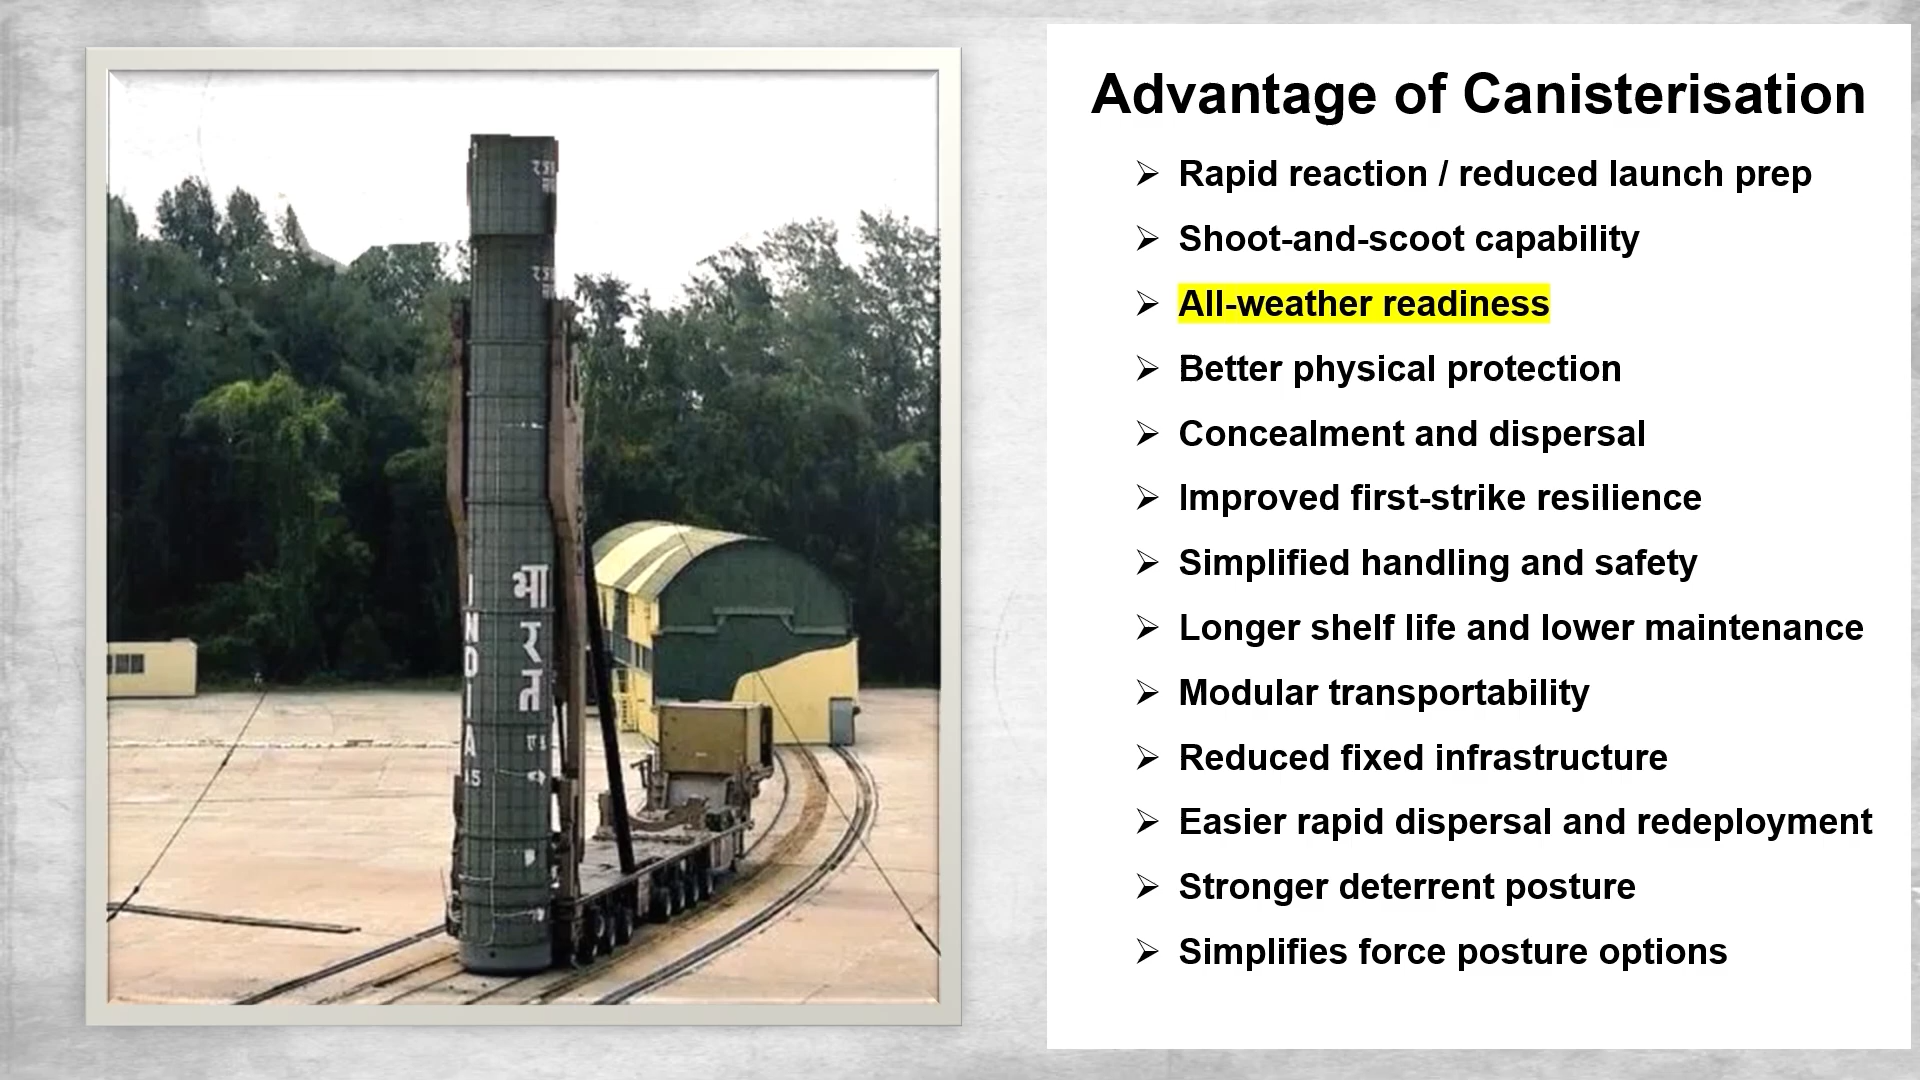 Advantage of Canisterisation
Rapid reaction / reduced launch prep
Shoot-and-scoot capability
All-weather readiness
Better physical protection
Concealment and dispersal
Improved first-strike resilience
Simplified handling and safety
Longer shelf life and lower maintenance
Modular transportability
Reduced fixed infrastructure
Easier rapid dispersal and redeployment
Stronger deterrent posture
Simplifies force posture options
INDIA
भारत